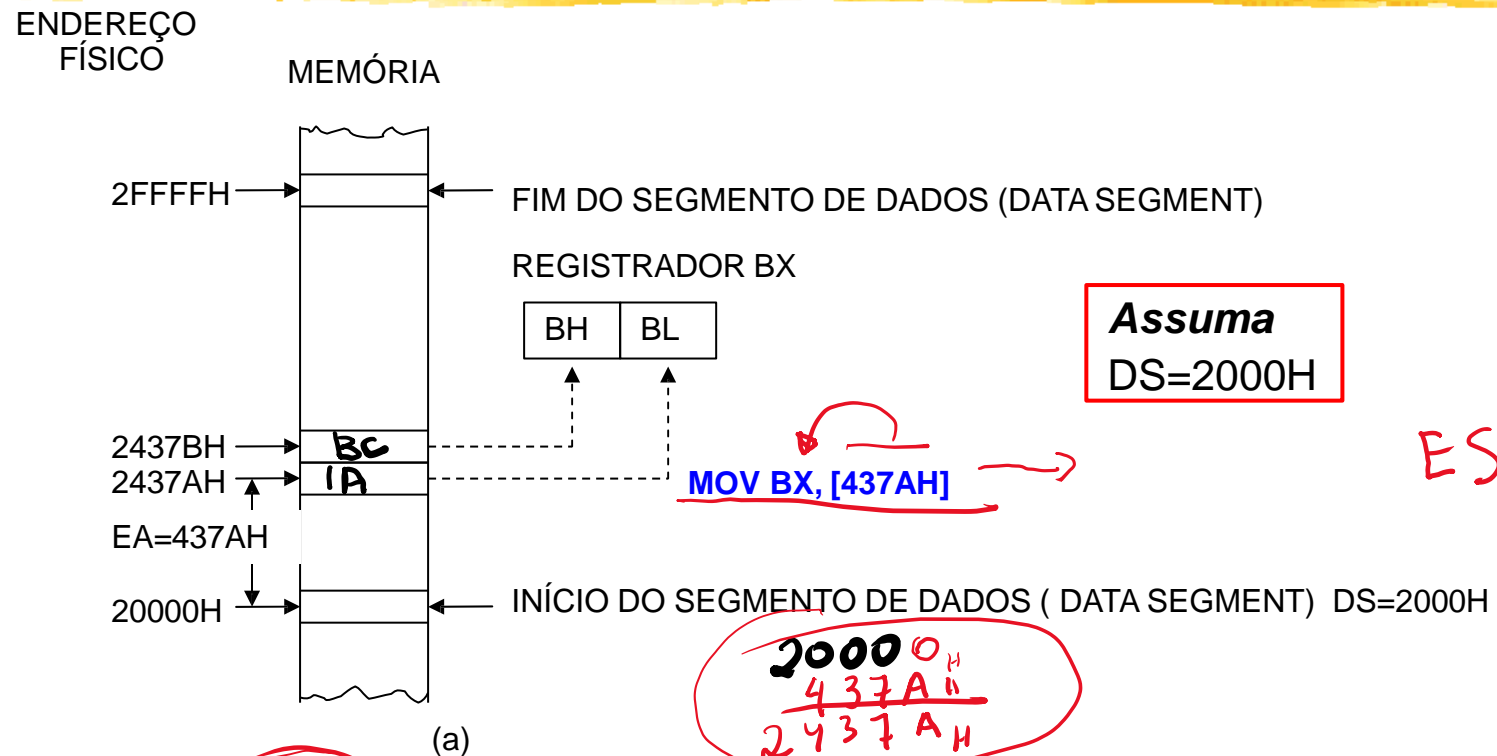 ENDEREÇO
FÍSICO
MEMÓRIA
2FFFFH
FIM DO SEGMENTO DE DADOS (DATA SEGMENT)
REGISTRADOR BX
BH BL
Assuma
DS=2000H
2437BH
BC
2437AH
1A
MOV BX, [437AH]
ES
EA=437AH
20000H
INÍCIO DO SEGMENTO DE DADOS ( DATA SEGMENT) DS=2000H
20000H
437AH
2437AH
(a)